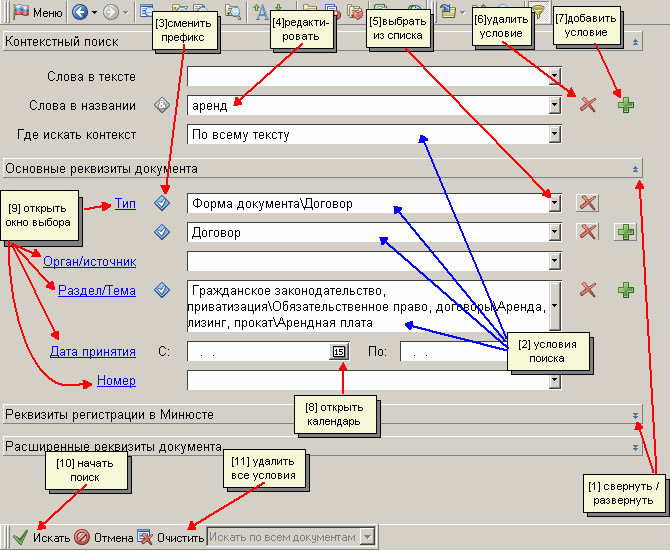 Меню
[3]сменить
префикс
[4]редакти-
ровать
[5]выбрать
из списка
[6]удалить
условие
[7]добавить
условие
Контекстный поиск
Слова в тексте
Слова в названии & аренд
Где искать контекст По всему тексту
Основные реквизиты документа
[9] открыть
окно выбора
Тип Форма документа\Договор
Договор
Орган/источник
Раздел/Тема Гражданское законодательство,
приватизация\Обязательственное право, договоры\Аренда,
лизинг, прокат\Арендная плата
Дата принятия С: . . 15 По: . .
[2] условия
поиска
Номер
[8] открыть
календарь
Реквизиты регистрации в Минюсте
Расширенные реквизиты документа
[10] начать
поиск
[11] удалить
все условия
[1] свернуть /
развернуть
Искать Отмена Очистить Искать по всем документам